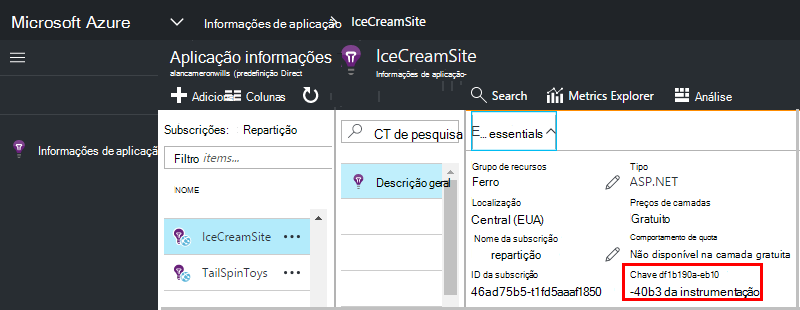 Microsoft Azure
Informações de aplicação
IceCreamSite
Aplicação informações
alancameronwills (predefinição Direct
IceCreamSite
Informações de aplicação-
Adicion
Colunas
Search
Metrics Explorer
Análise
Informações de aplicaçã
Subscrições: Repartição
Filtro items...
NOME
IceCreamSite
TailSpinToys
CT de pesquisa
Descrição geral
E... essentials
Grupo de recursos
Ferro
Tipo
ASP.NET
Localização
Central (EUA)
Preços de camadas
Gratuito
Nome da subscrição
repartição
Comportamento de quota
Não disponível na camada gratuita
ID da subscrição
46ad75b5-t1fd5aaaf1850
Chave df1b190a-eb10
-40b3 da instrumentação